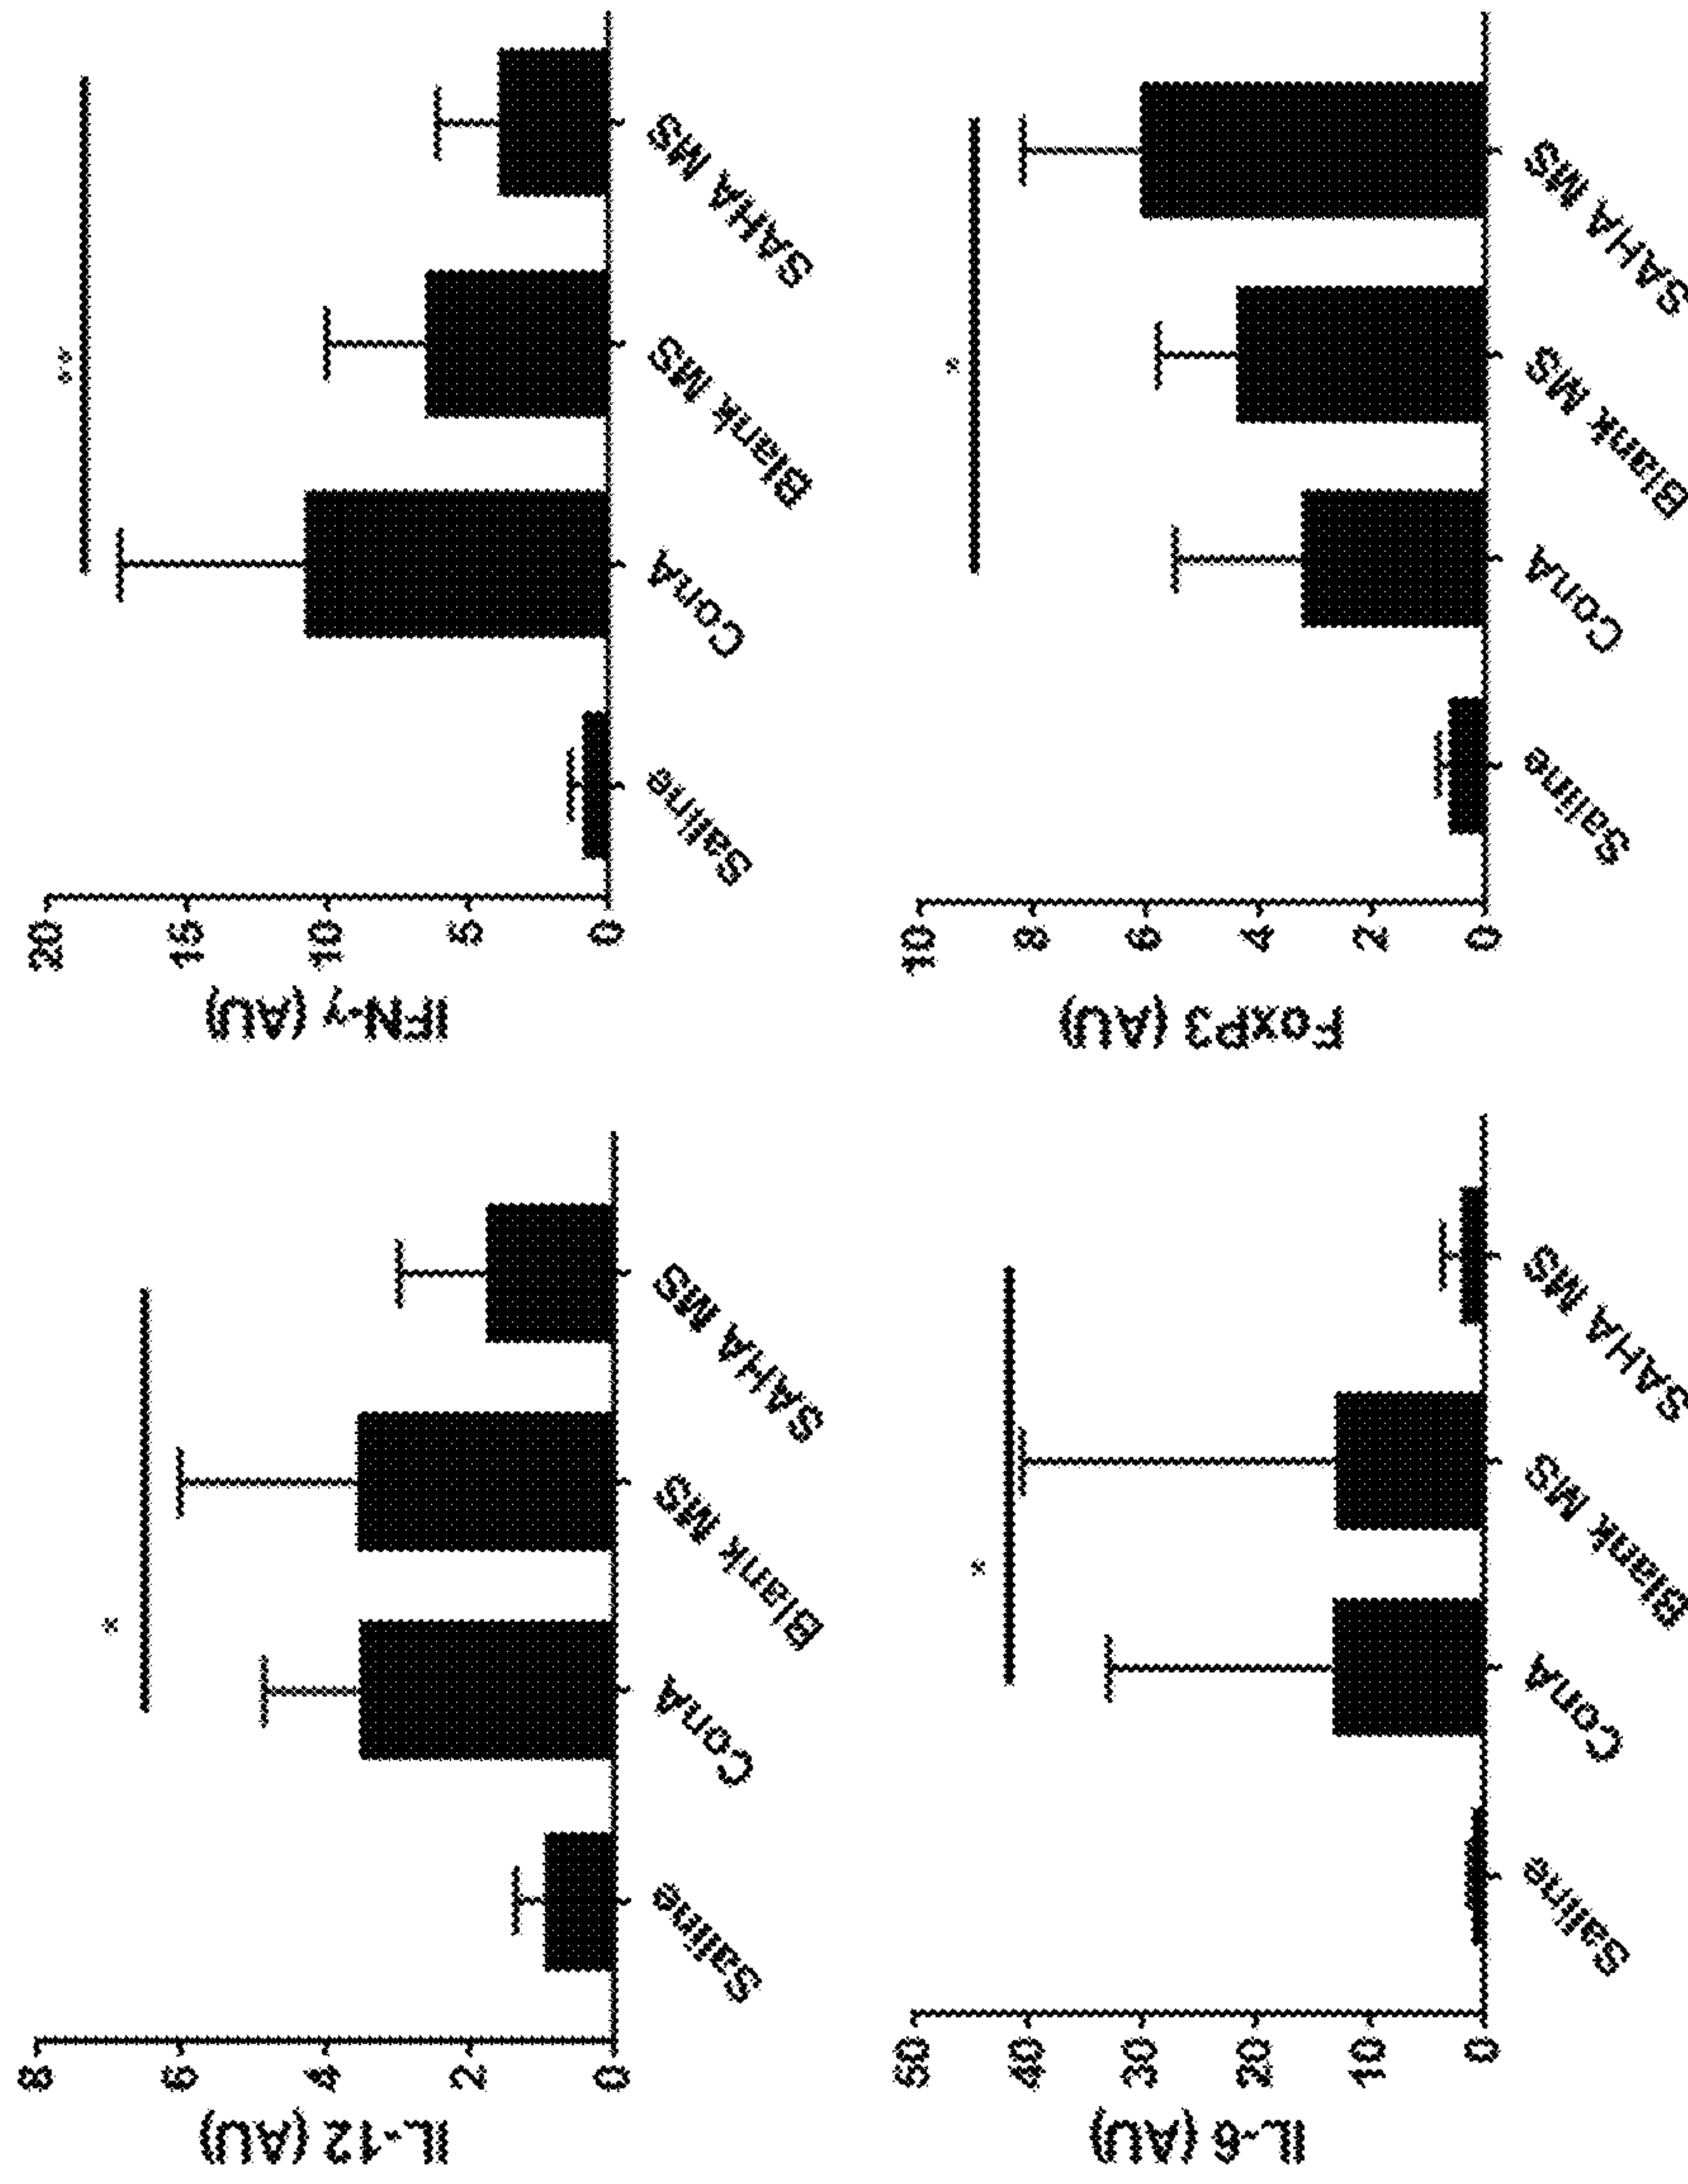 IL-12 (AU)
8
6
4
2
0
Saline
ConA
Blank MS
SAHA MS
*
IFN-γ (AU)
20
15
10
5
0
Saline
ConA
Blank MS
SAHA MS
**
IL-6 (AU)
50
40
30
20
10
0
Saline
ConA
Blank MS
SAHA MS
*
FoxP3 (AU)
10
8
6
4
2
0
Saline
ConA
Blank MS
SAHA MS
*